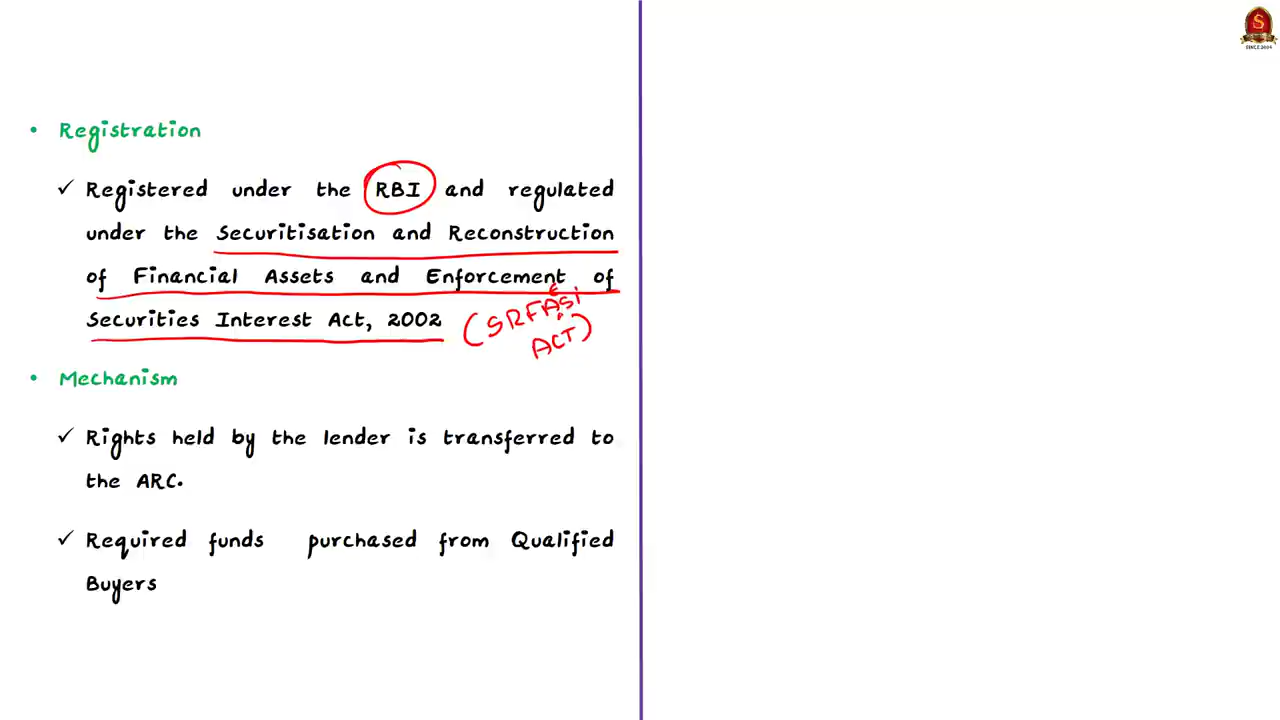 S
SINCE 2004
• Registration
✓ Registered under the RBI and regulated
under the Securitisation and Reconstruction
of Financial Assets and Enforcement of
Securities Interest Act, 2002 (SRFAESI
ACT)
• Mechanism
✓ Rights held by the lender is transferred to
the ARC.
✓ Required funds purchased from Qualified
Buyers